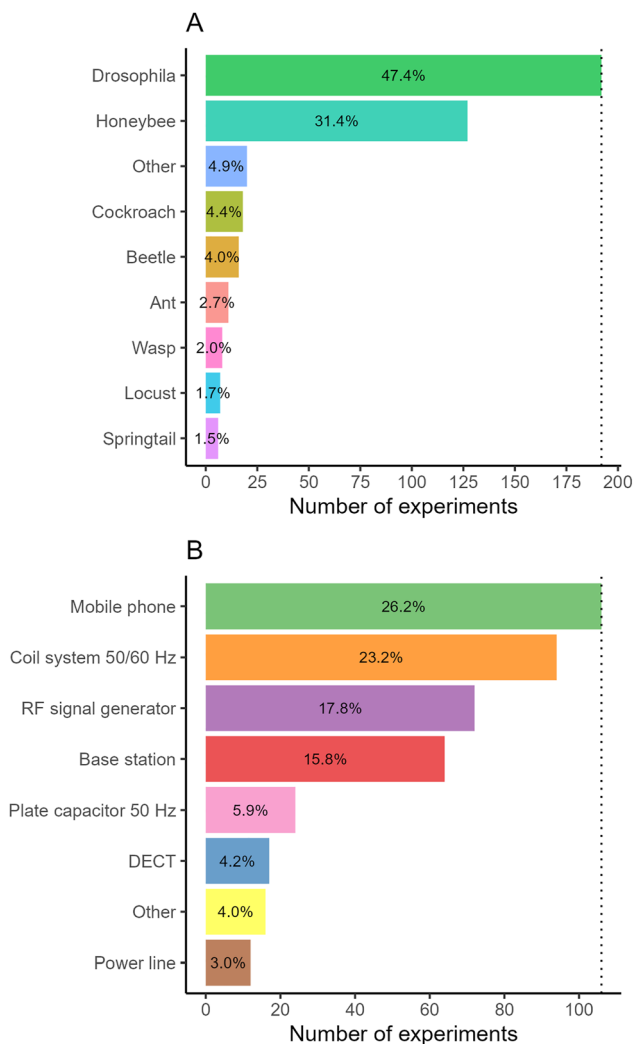 A
Drosophila 47.4%
Honeybee 31.4%
Other 4.9%
Cockroach 4.4%
Beetle 4.0%
Ant 2.7%
Wasp 2.0%
Locust 1.7%
Springtail 1.5%
0 25 50 75 100 125 150 175 200
Number of experiments
B
Mobile phone 26.2%
Coil system 50/60 Hz 23.2%
RF signal generator 17.8%
Base station 15.8%
Plate capacitor 50 Hz 5.9%
DECT 4.2%
Other 4.0%
Power line 3.0%
0 20 40 60 80 100
Number of experiments